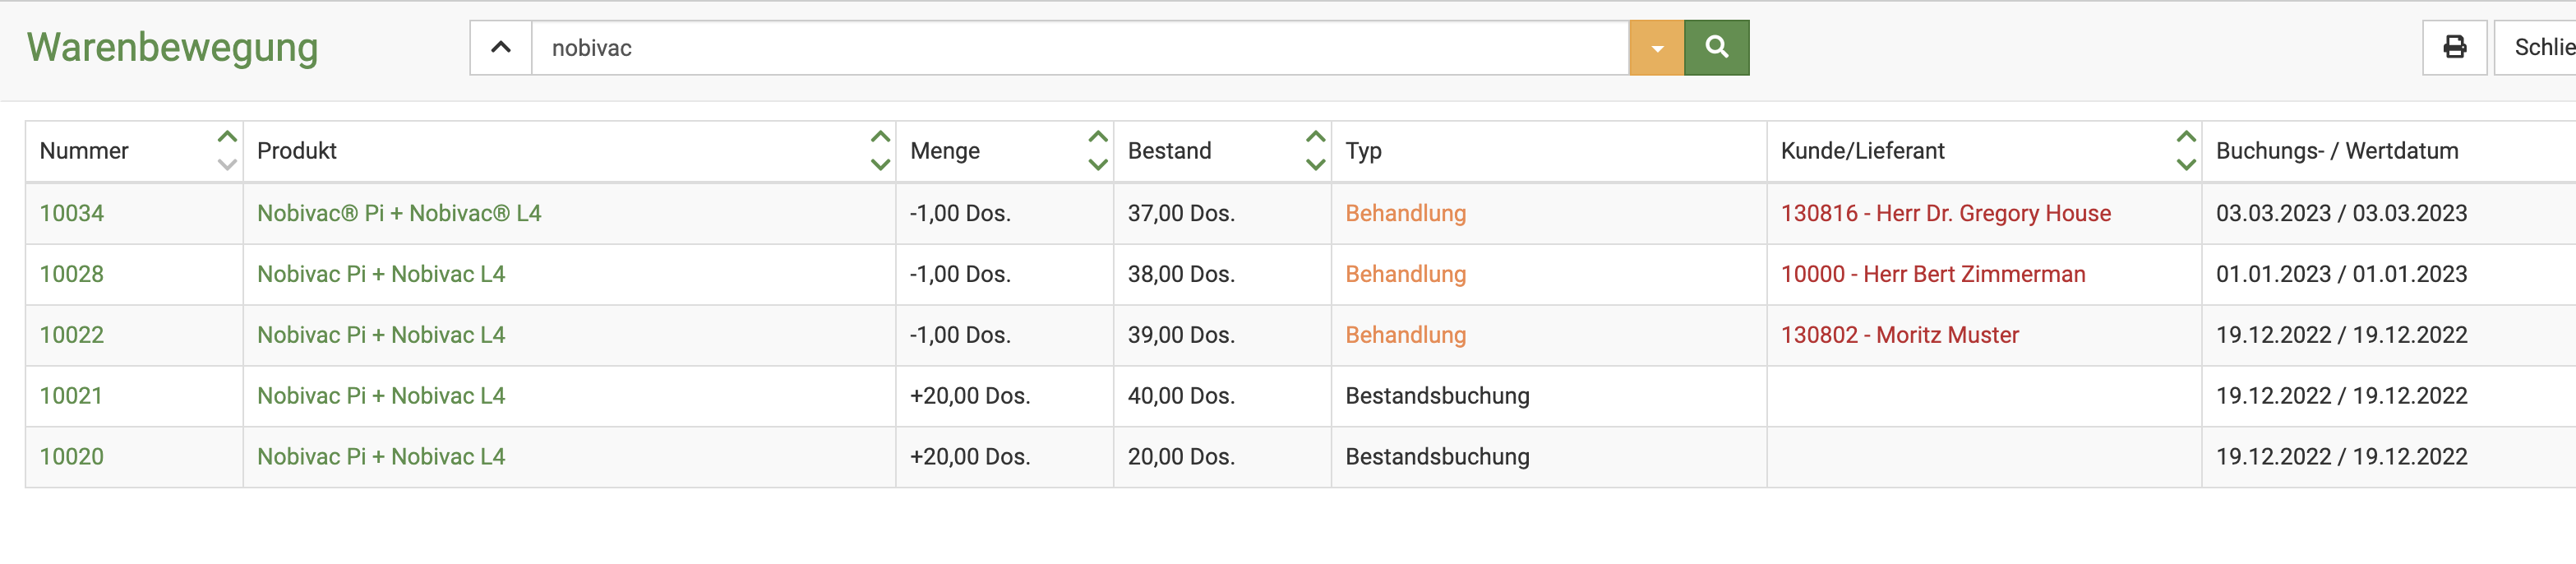 Warenbewegung nobivac Schlie
Nummer Produkt Menge Bestand Typ Kunde/Lieferant Buchungs- / Wertdatum
10034 Nobivac® Pi + Nobivac® L4 -1,00 Dos. 37,00 Dos. Behandlung 130816 - Herr Dr. Gregory House 03.03.2023 / 03.03.2023
10028 Nobivac Pi + Nobivac L4 -1,00 Dos. 38,00 Dos. Behandlung 10000 - Herr Bert Zimmerman 01.01.2023 / 01.01.2023
10022 Nobivac Pi + Nobivac L4 -1,00 Dos. 39,00 Dos. Behandlung 130802 - Moritz Muster 19.12.2022 / 19.12.2022
10021 Nobivac Pi + Nobivac L4 +20,00 Dos. 40,00 Dos. Bestandsbuchung 19.12.2022 / 19.12.2022
10020 Nobivac Pi + Nobivac L4 +20,00 Dos. 20,00 Dos. Bestandsbuchung 19.12.2022 / 19.12.2022